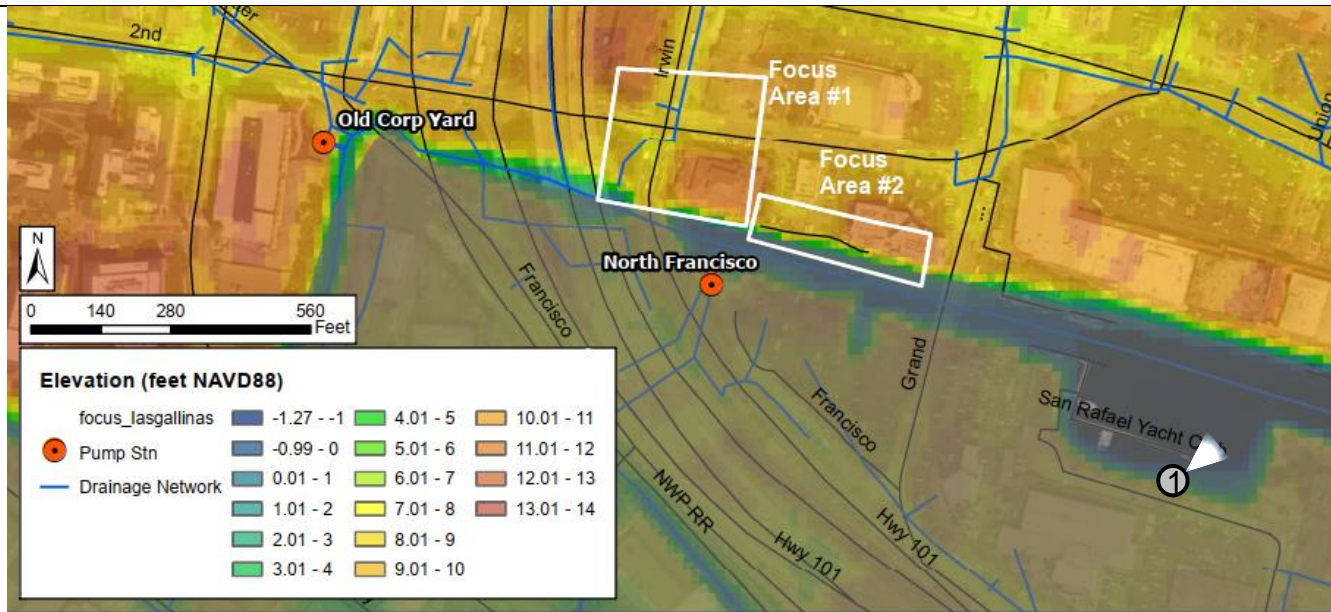 2nd
Irwin
Focus
Area #1
Old Corp Yard
Focus
Area #2
Union
N
North Francisco
Francisco
0 140 280 560
Feet
Grand
Francisco
San Rafael Yacht
1
NWP RR
Hwy 101
Hwy 101
Elevation (feet NAVD88)
focus_lasgallinas
Pump Stn
Drainage Network
-1.27 - -1
-0.99 - 0
0.01 - 1
1.01 - 2
2.01 - 3
3.01 - 4
4.01 - 5
5.01 - 6
6.01 - 7
7.01 - 8
8.01 - 9
9.01 - 10
10.01 - 11
11.01 - 12
12.01 - 13
13.01 - 14